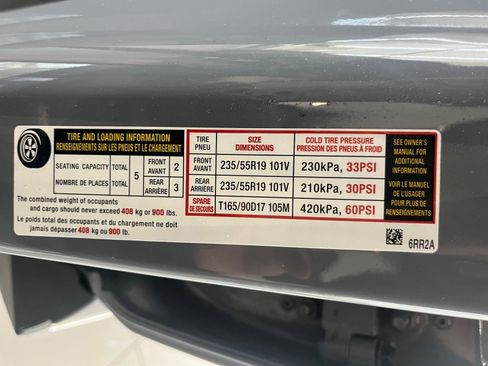 TIRE AND LOADING INFORMATION
RENSEIGNEMENTS SUR LES PNEUS ET LE CHARGEMENT
SEATING CAPACITY TOTAL 5 FRONT AVANT 2
NOMBRE DE PLACES TOTAL REAR ARRIÈRE 3
The combined weight of occupants
and cargo should never exceed 408 kg or 900 lbs.
Le poids total des occupants et du chargement ne doit
jamais dépasser 408 kg ou 900 lb.
TIRE PNEU SIZE DIMENSIONS COLD TIRE PRESSURE PRESSION DES PNEUS À FROID
FRONT AVANT 235/55R19 101V 230kPa, 33PSI
REAR ARRIÈRE 235/55R19 101V 210kPa, 30PSI
SPARE DE SECOURS T165/90D17 105M 420kPa, 60PSI
SEE OWNER'S
MANUAL FOR
ADDITIONAL
INFORMATION
VOIR LE MANUEL
DE L'USAGER
POUR PLUS DE
RENSEIGNEMENTS
6RR2A